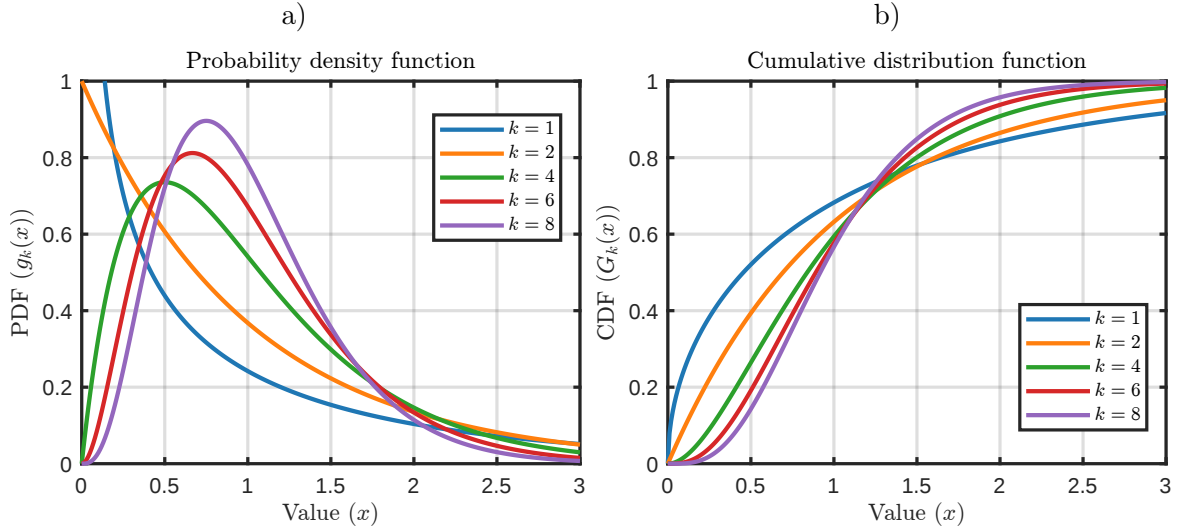 a)
Probability density function
PDF (g_k(x))
1
0.8
0.6
0.4
0.2
0
0
0.5
1
1.5
2
2.5
3
Value (x)
k = 1
k = 2
k = 4
k = 6
k = 8
b)
Cumulative distribution function
CDF (G_k(x))
1
0.8
0.6
0.4
0.2
0
0
0.5
1
1.5
2
2.5
3
Value (x)
k = 1
k = 2
k = 4
k = 6
k = 8